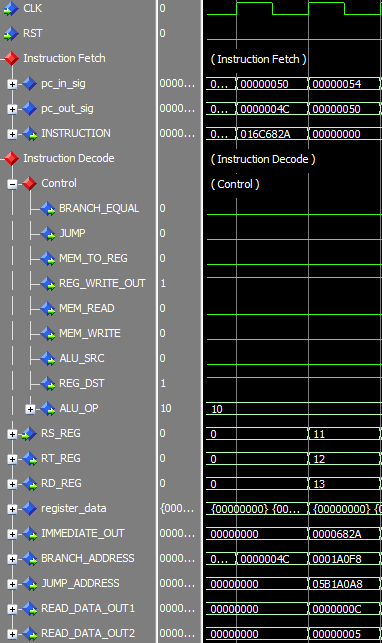 CLK 0
RST 0
Instruction Fetch ( Instruction Fetch )
pc_in_sig 0000... 0... 00000050 00000054
pc_out_sig 0000... 0... 0000004C 00000050
INSTRUCTION 0000... 0... 016C682A 00000000
Instruction Decode ( Instruction Decode )
Control ( Control )
BRANCH_EQUAL 0
JUMP 0
MEM_TO_REG 0
REG_WRITE_OUT 1
MEM_READ 0
MEM_WRITE 0
ALU_SRC 0
REG_DST 1
ALU_OP 10 10
RS_REG 0 0 11
RT_REG 0 0 12
RD_REG 0 0 13
register_data {000... {00000000} {00... {00000000} {00...
IMMEDIATE_OUT 0000... 00000000 0000682A
BRANCH_ADDRESS 0000... 0... 0000004C 0001A0F8
JUMP_ADDRESS 0000... 00000000 05B1A0A8
READ_DATA_OUT1 0000... 00000000 0000000C
READ_DATA_OUT2 0000... 00000000 00000005